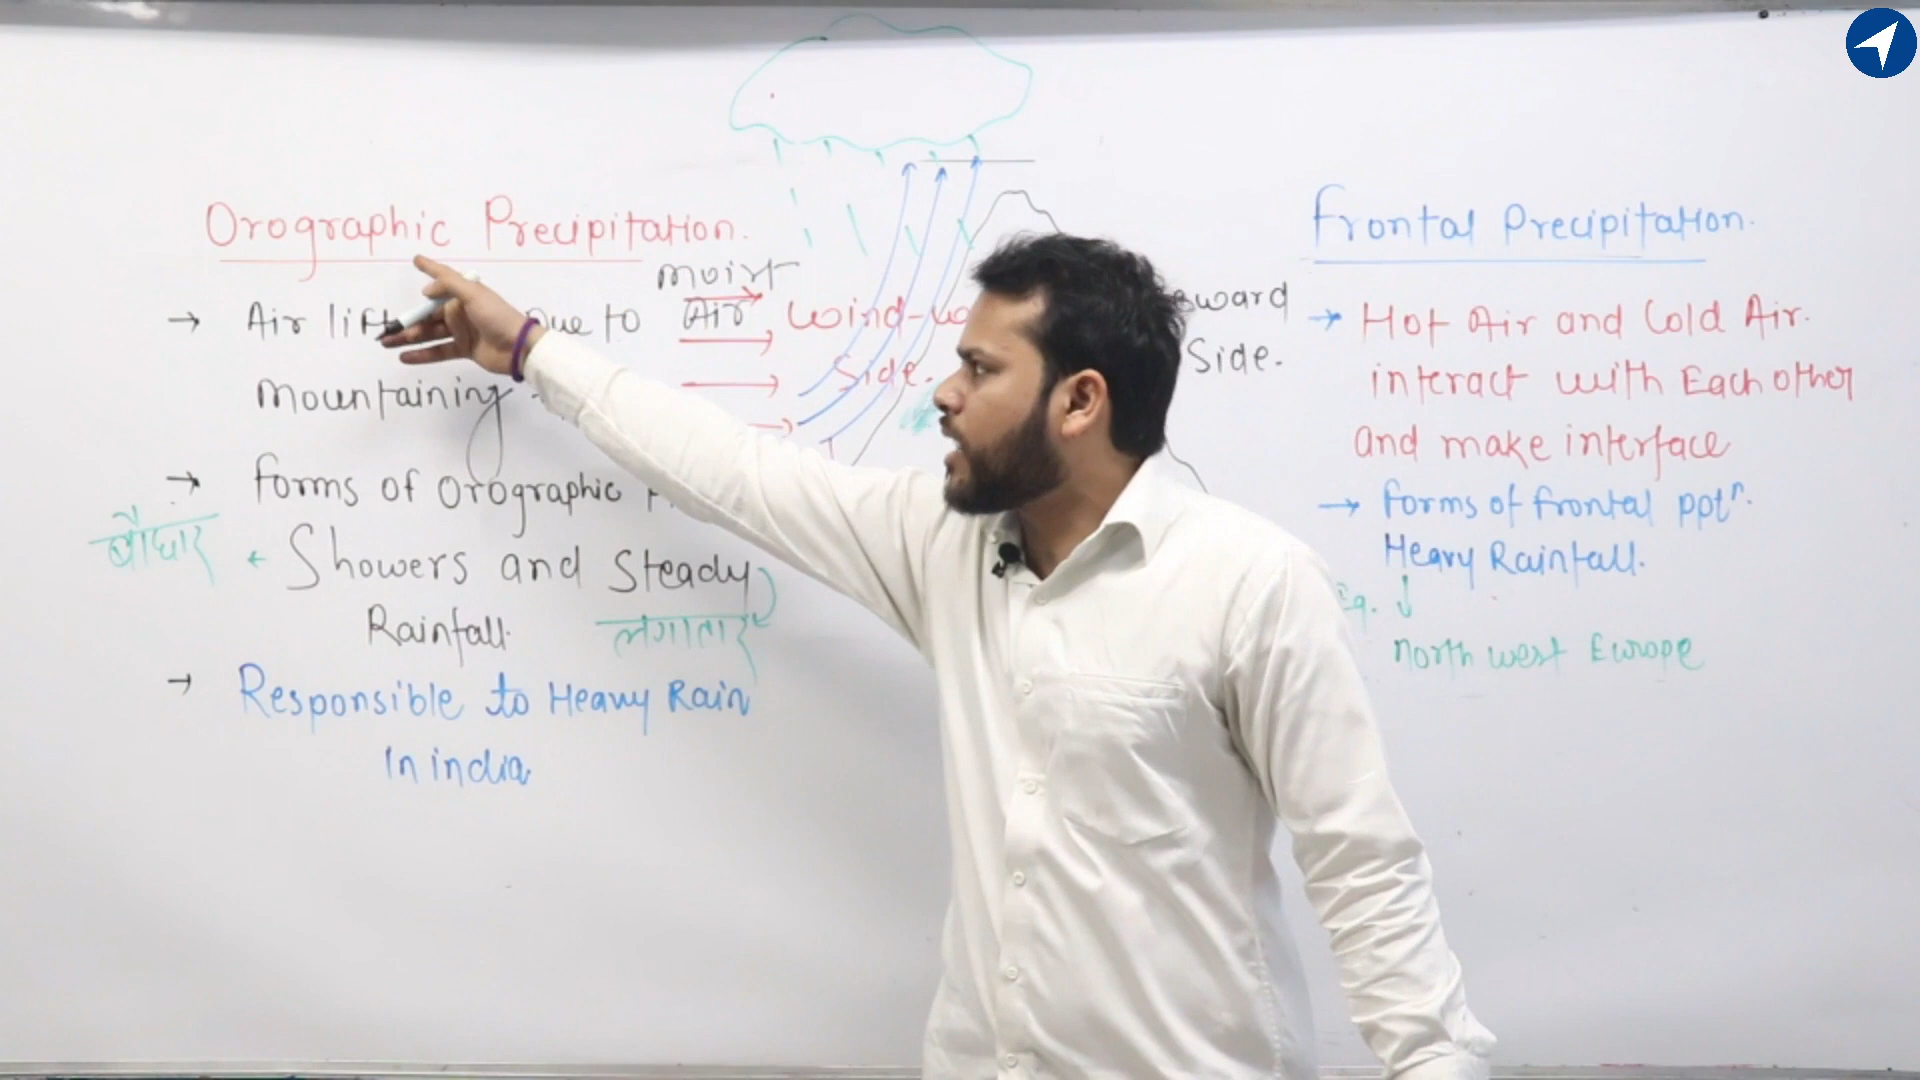 Orographic Precipitation.
→ Air lift Due to
mountaining
→ Forms of Orographic
बौछार ← Showers and Steady
Rainfall. लगातार
→ Responsible to Heavy Rain
In india
moist
Air
Wind-
Side.
Side.
Frontal Precipitation.
→ Hot Air and Cold Air.
interact with Each other
and make interface
→ Forms of frontal pptⁿ.
Heavy Rainfall.
Eg. ↓
North west Europe